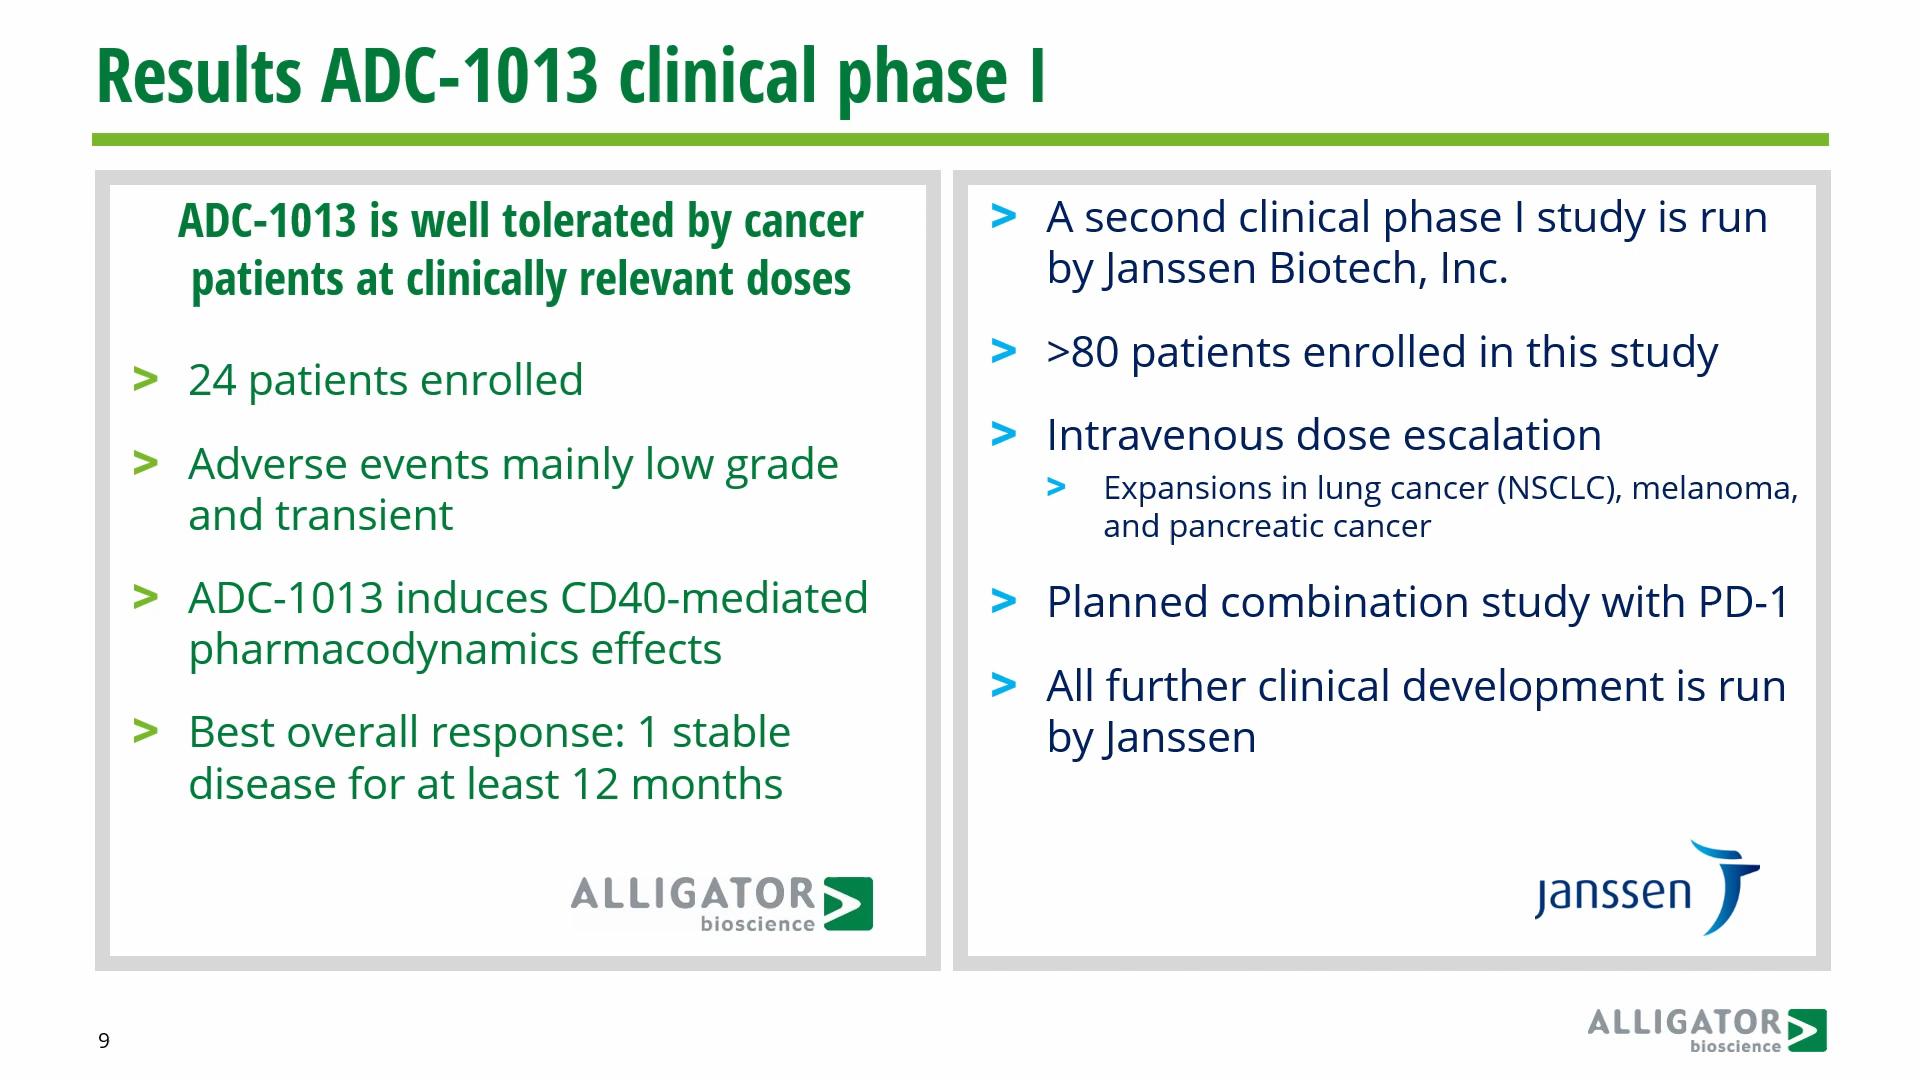 Results ADC-1013 clinical phase I
ADC-1013 is well tolerated by cancer
patients at clinically relevant doses
> 24 patients enrolled
> Adverse events mainly low grade
and transient
> ADC-1013 induces CD40-mediated
pharmacodynamics effects
> Best overall response: 1 stable
disease for at least 12 months
ALLIGATOR
bioscience
> A second clinical phase I study is run
by Janssen Biotech, Inc.
> >80 patients enrolled in this study
> Intravenous dose escalation
> Expansions in lung cancer (NSCLC), melanoma,
and pancreatic cancer
> Planned combination study with PD-1
> All further clinical development is run
by Janssen
janssen
9
ALLIGATOR
bioscience